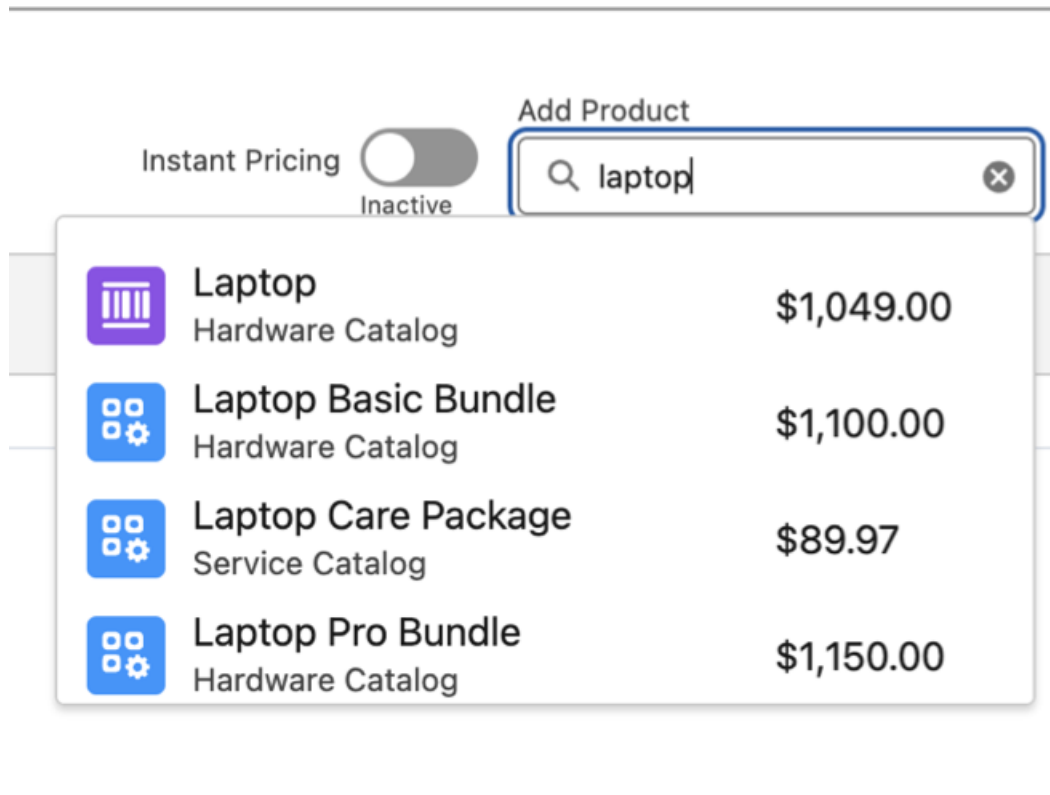 Add Product
Instant Pricing
Inactive
laptop
Laptop
Hardware Catalog
$1,049.00
Laptop Basic Bundle
Hardware Catalog
$1,100.00
Laptop Care Package
Service Catalog
$89.97
Laptop Pro Bundle
Hardware Catalog
$1,150.00